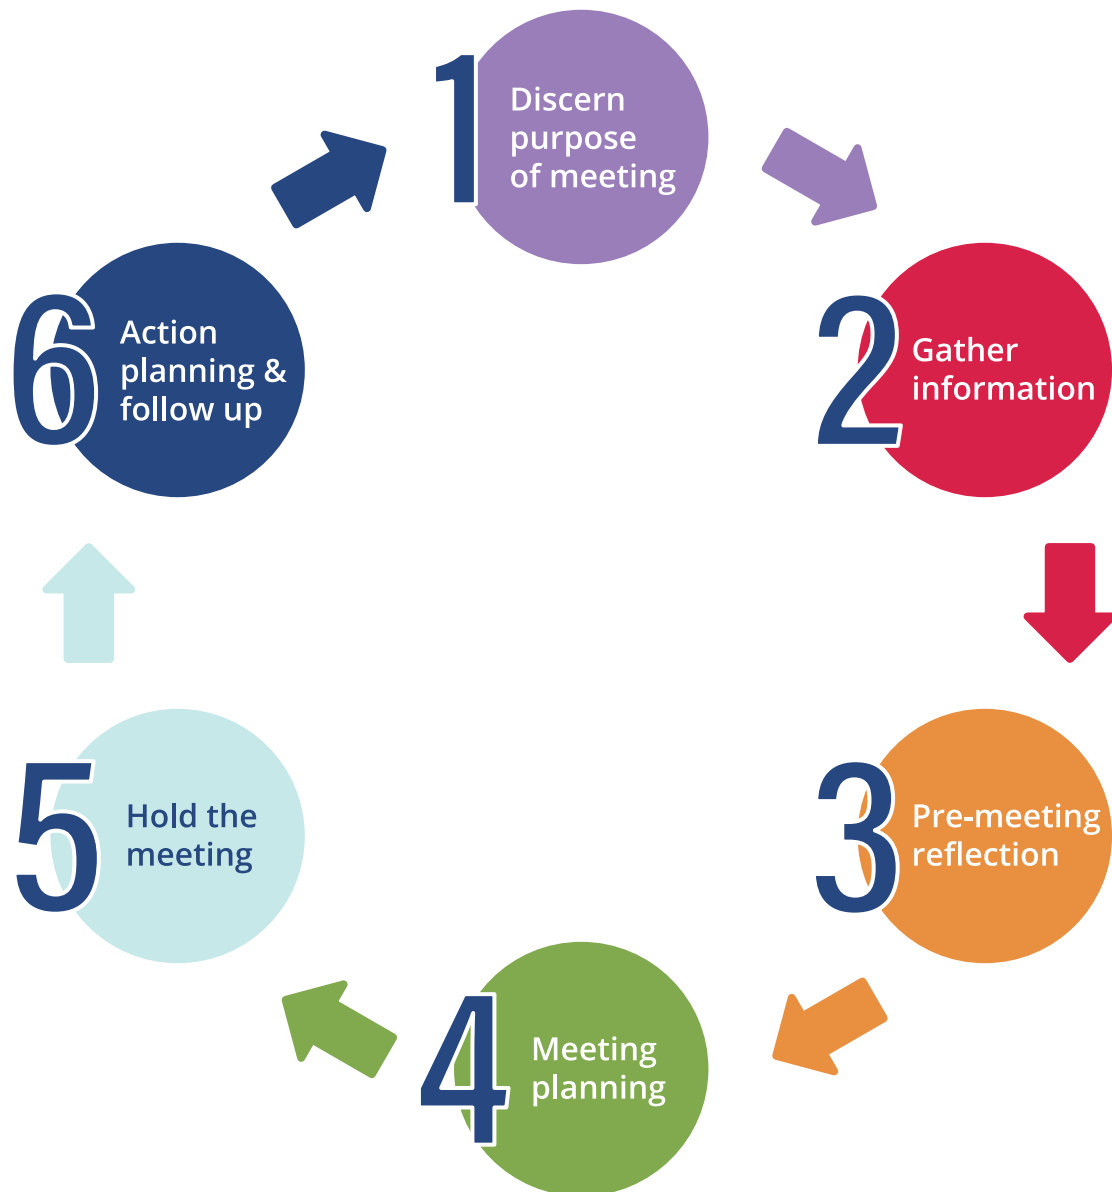 1
Discern
purpose
of meeting
2
Gather
information
3
Pre-meeting
reflection
4
Meeting
planning
5
Hold the
meeting
6
Action
planning &
follow up